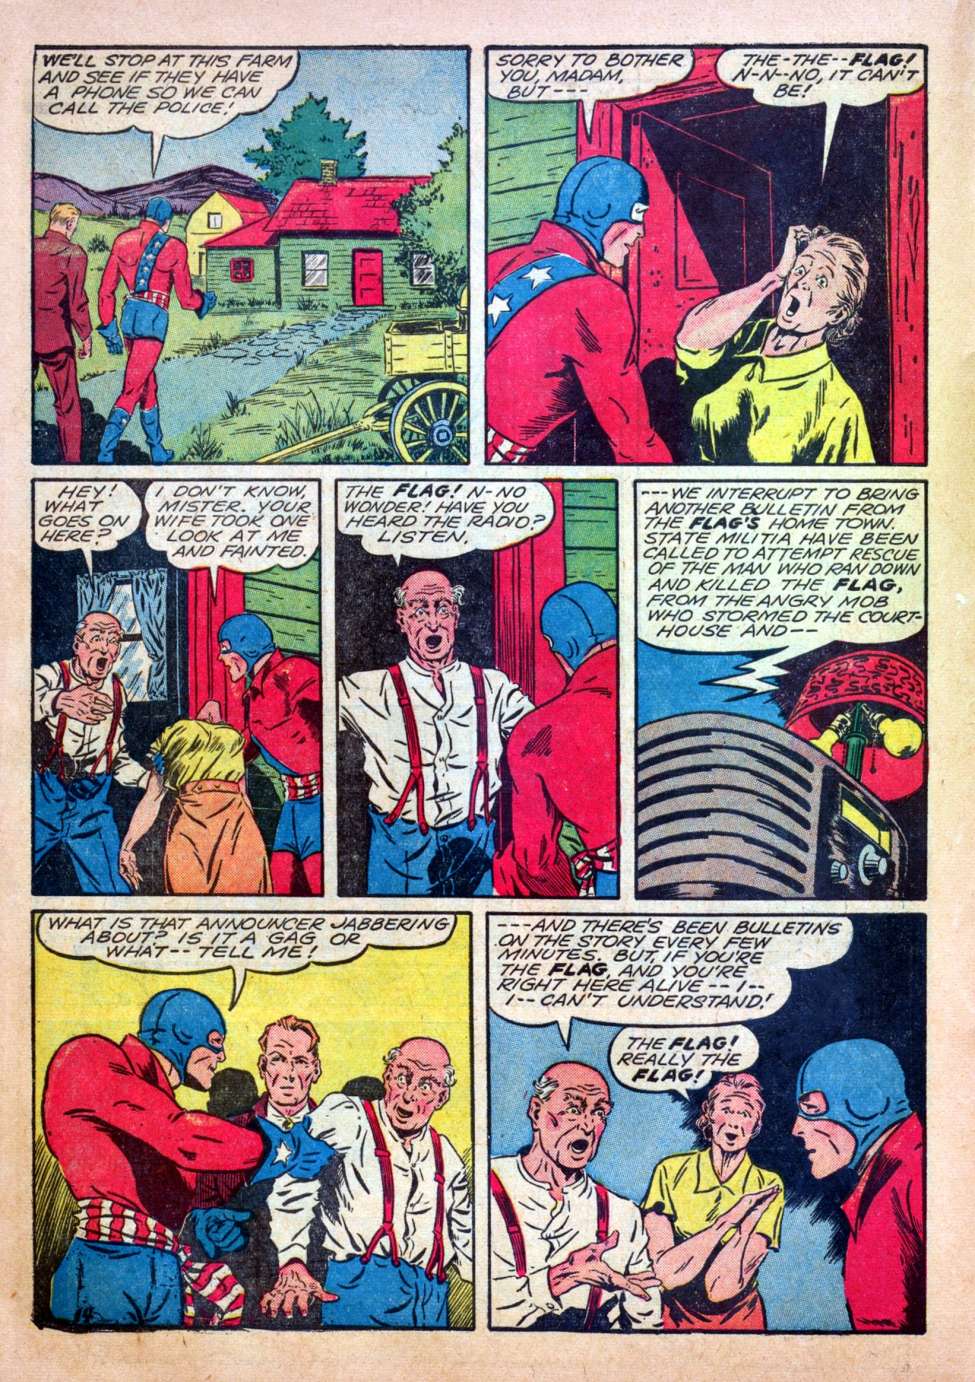 WE'LL STOP AT THIS FARM
AND SEE IF THEY HAVE
A PHONE SO WE CAN
CALL THE POLICE!
SORRY TO BOTHER
YOU, MADAM,
BUT ---
THE-THE--FLAG!
N-N--NO, IT CAN'T
BE!
HEY!
WHAT
GOES ON
HERE?
I DON'T KNOW,
MISTER. YOUR
WIFE TOOK ONE
LOOK AT ME
AND FAINTED.
THE FLAG! N-NO
WONDER! HAVE YOU
HEARD THE RADIO?
LISTEN.
---WE INTERRUPT TO BRING
ANOTHER BULLETIN FROM
THE FLAG'S HOME TOWN.
STATE MILITIA HAVE BEEN
CALLED TO ATTEMPT RESCUE
OF THE MAN WHO RAN DOWN
AND KILLED THE FLAG,
FROM THE ANGRY MOB
WHO STORMED THE COURT-
HOUSE AND --
WHAT IS THAT ANNOUNCER JABBERING
ABOUT? IS IT A GAG OR
WHAT-- TELL ME!
---AND THERE'S BEEN BULLETINS
ON THE STORY EVERY FEW
MINUTES. BUT, IF YOU'RE
THE FLAG, AND YOU'RE
RIGHT HERE ALIVE -- I--
I-- CAN'T UNDERSTAND!
THE FLAG!
REALLY THE
FLAG!
14